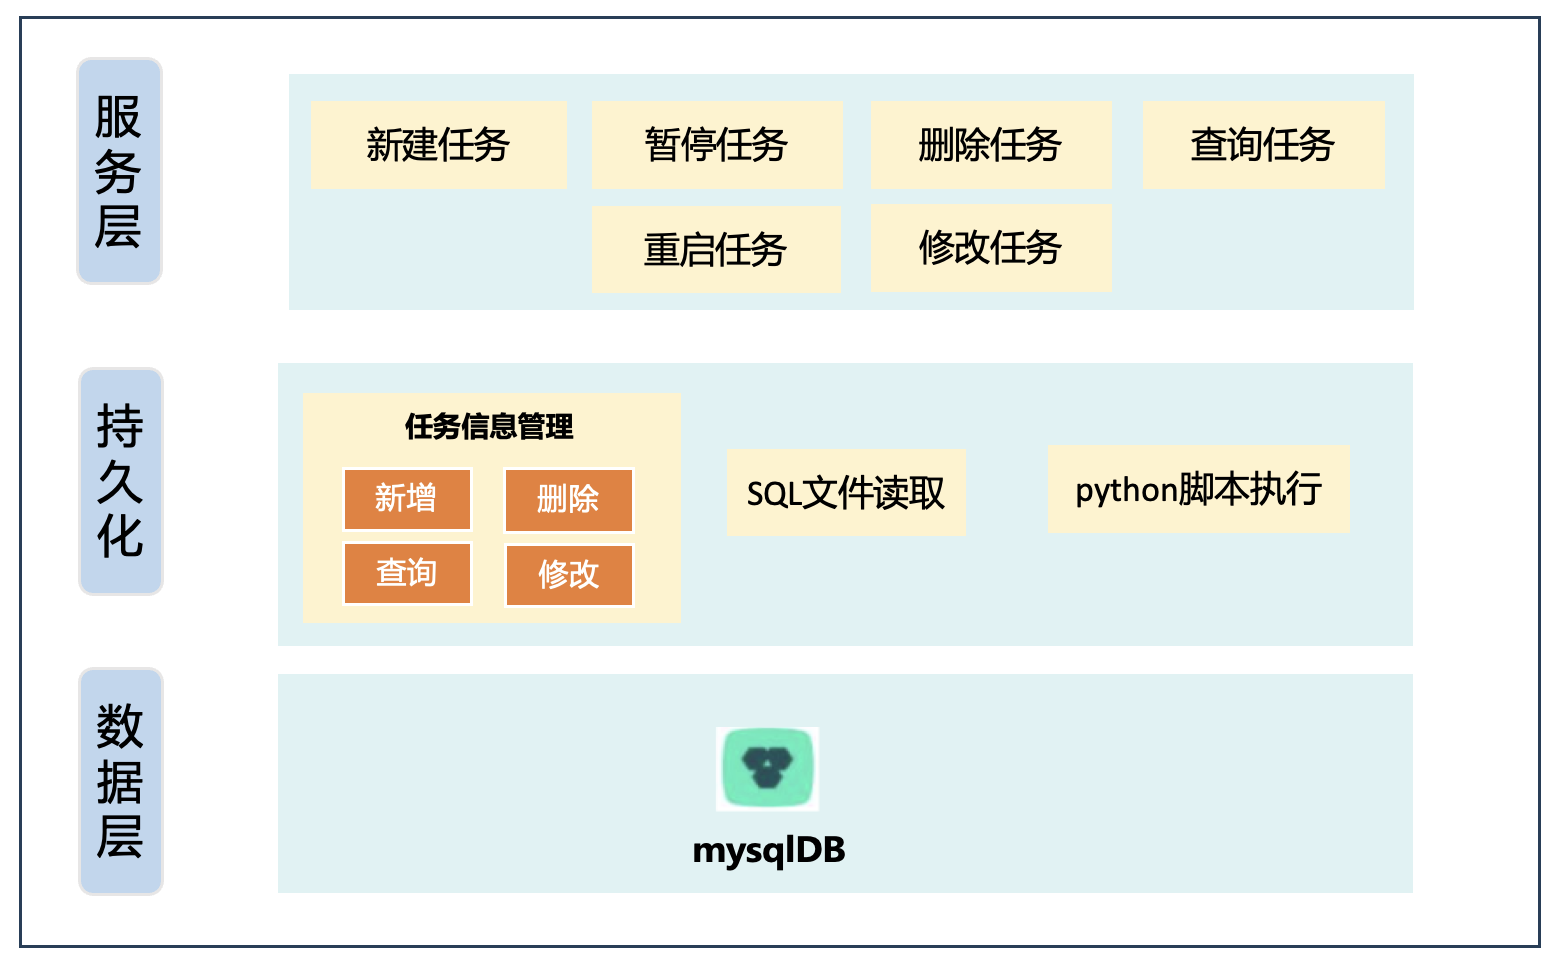 服务层
新建任务
暂停任务
删除任务
查询任务
重启任务
修改任务
持久化
任务信息管理
新增
删除
查询
修改
SQL文件读取
python脚本执行
数据层
mysqlDB